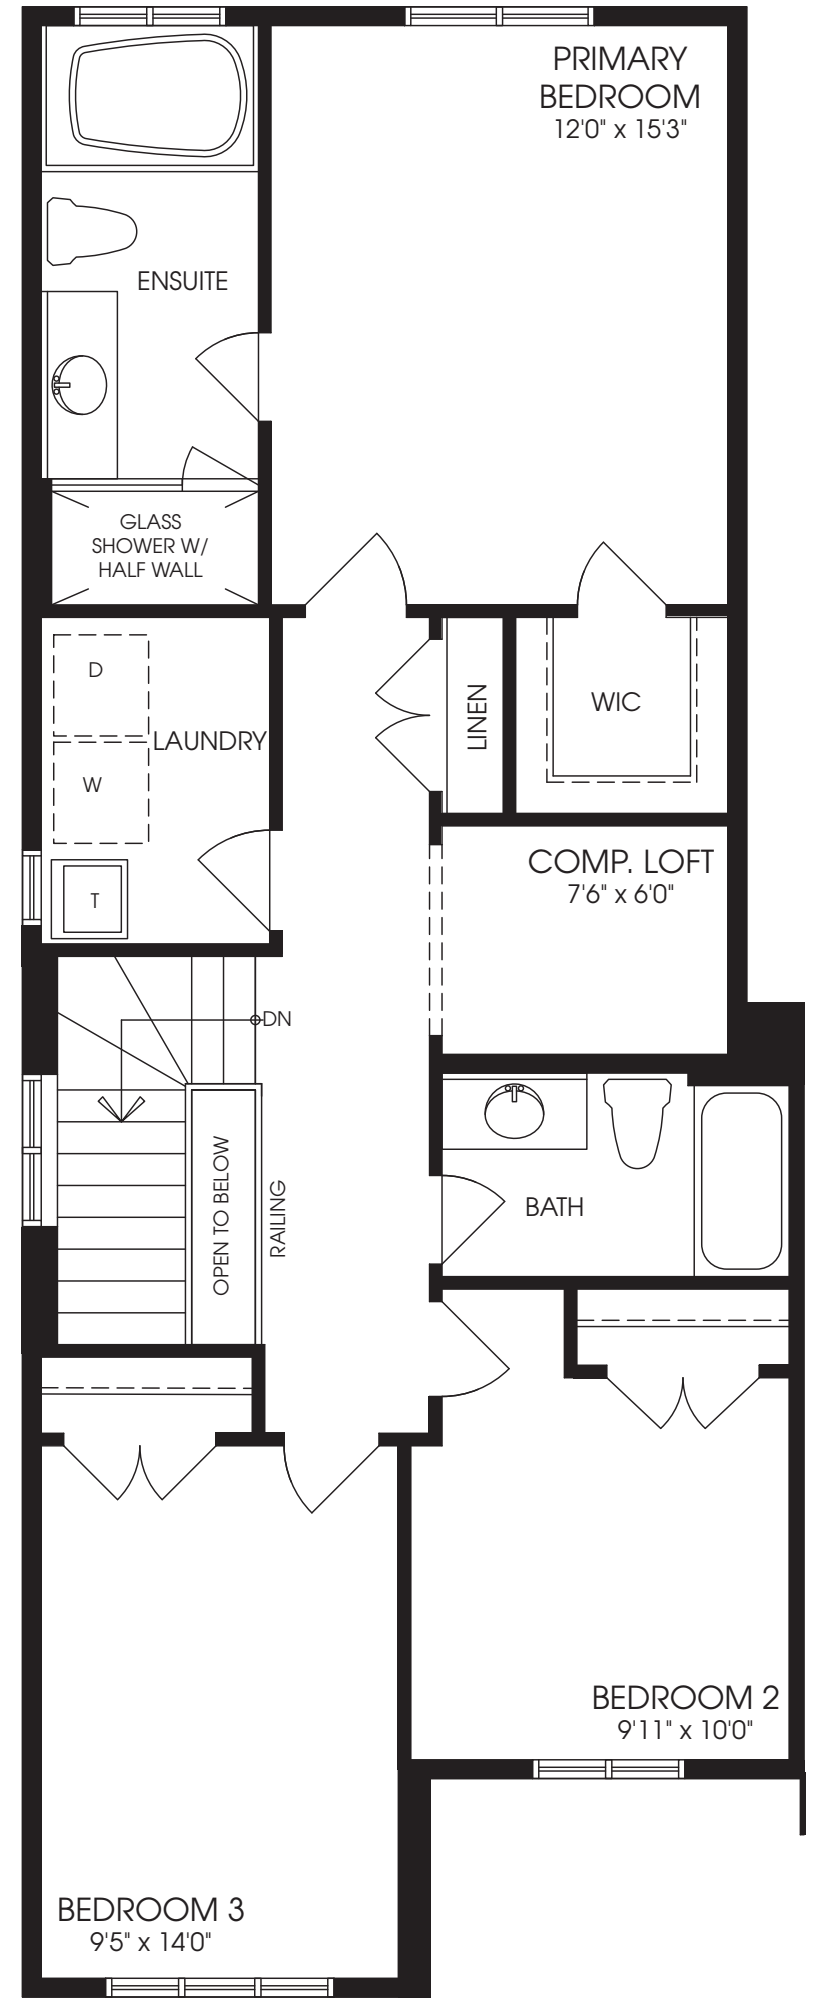 PRIMARY
BEDROOM
12'0" x 15'3"
ENSUITE
GLASS
SHOWER W/
HALF WALL
D
LAUNDRY
W
T
LINEN
WIC
COMP. LOFT
7'6" x 6'0"
DN
OPEN TO BELOW
RAILING
BATH
BEDROOM 2
9'11" x 10'0"
BEDROOM 3
9'5" x 14'0"